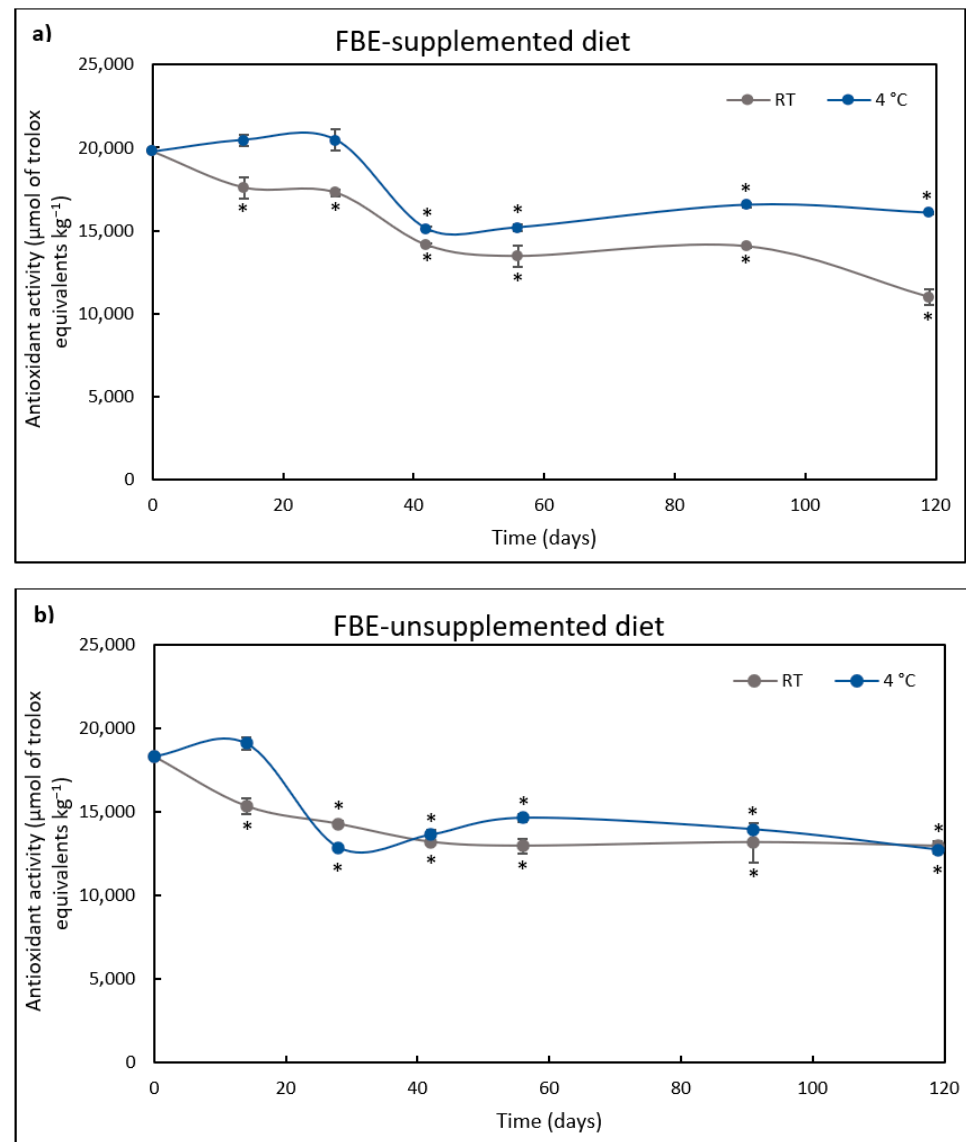 a)
FBE-supplemented diet
25,000
20,000
15,000
10,000
5,000
0
Antioxidant activity (µmol of trolox
equivalents kg⁻¹)
RT
4 °C
* * * * * *
* * * *
0 20 40 60 80 100 120
Time (days)
b)
FBE-unsupplemented diet
25,000
20,000
15,000
10,000
5,000
0
Antioxidant activity (µmol of trolox
equivalents kg⁻¹)
RT
4 °C
* * * * *
* * * * * *
0 20 40 60 80 100 120
Time (days)